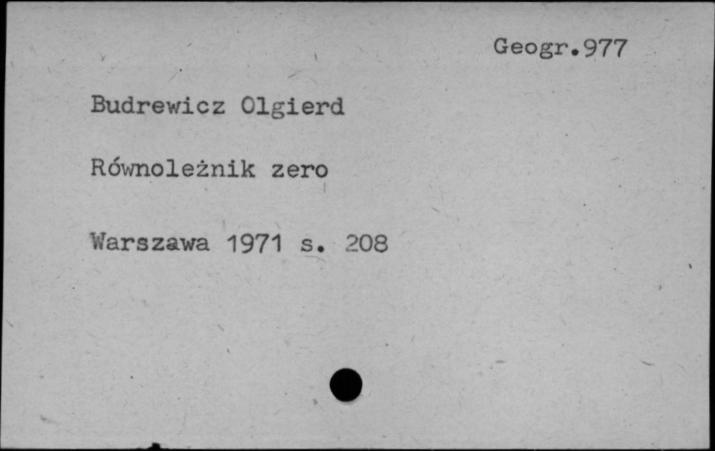 Geogr.977
Budrewicz Olgierd
Równoleżnik zero
Warszawa 1971 s. 208